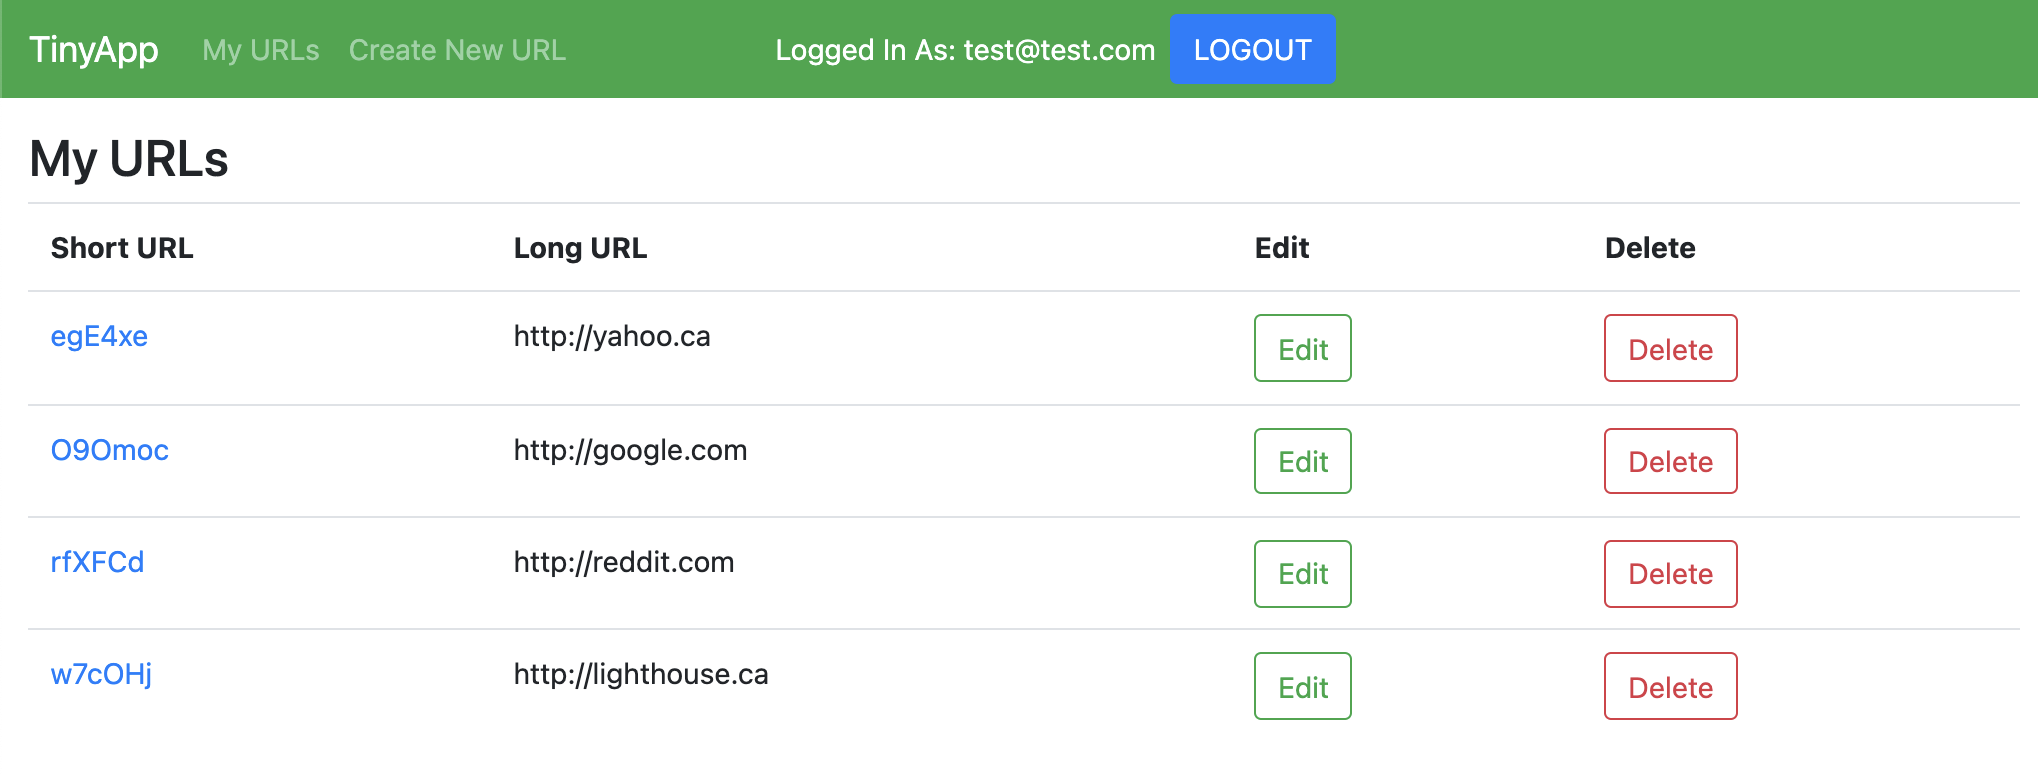 TinyApp My URLs Create New URL Logged In As: test@test.com LOGOUT
My URLs
Short URL Long URL Edit Delete
egE4xe http://yahoo.ca Edit Delete
O9Omoc http://google.com Edit Delete
rfXFCd http://reddit.com Edit Delete
w7cOHj http://lighthouse.ca Edit Delete